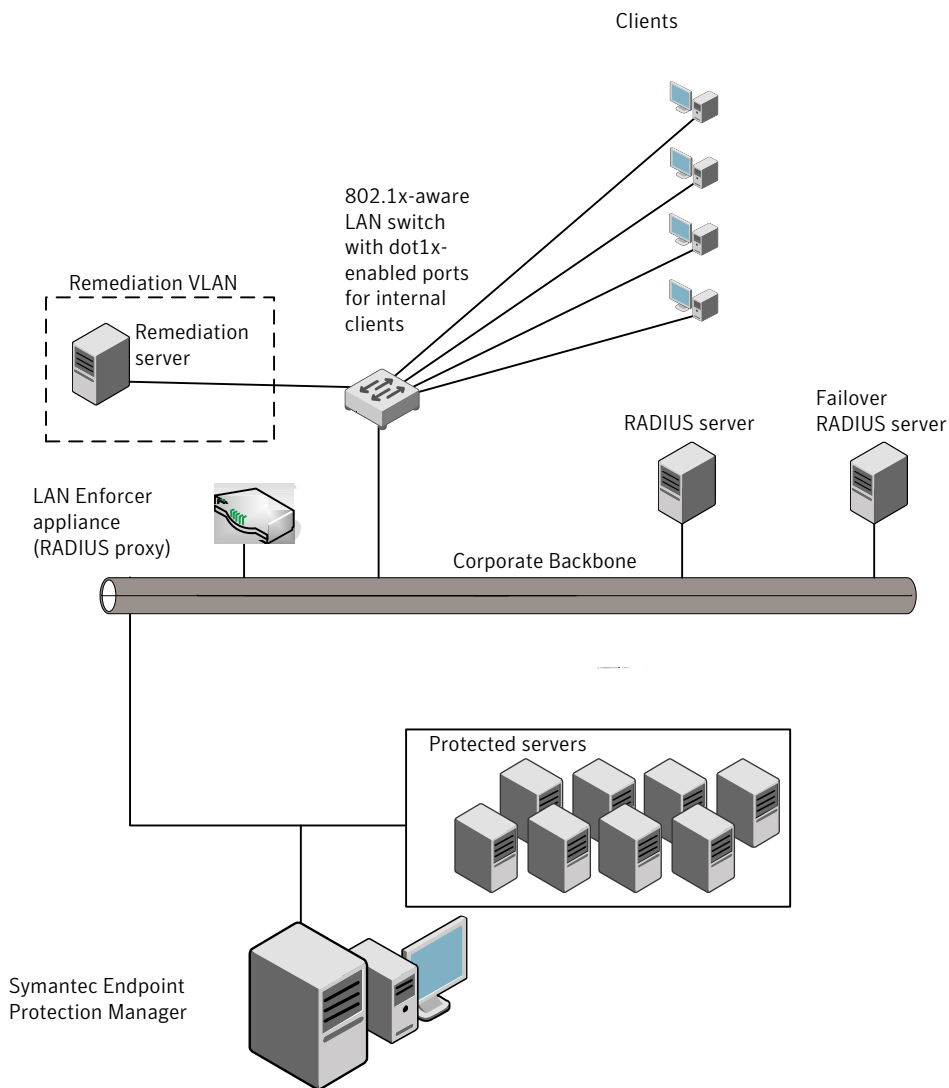 Clients
802.1x-aware
LAN switch
with dot1x-
enabled ports
for internal
clients
Remediation VLAN
Remediation
server
RADIUS server
Failover
RADIUS server
LAN Enforcer
appliance
(RADIUS proxy)
Corporate Backbone
Protected servers
Symantec Endpoint
Protection Manager